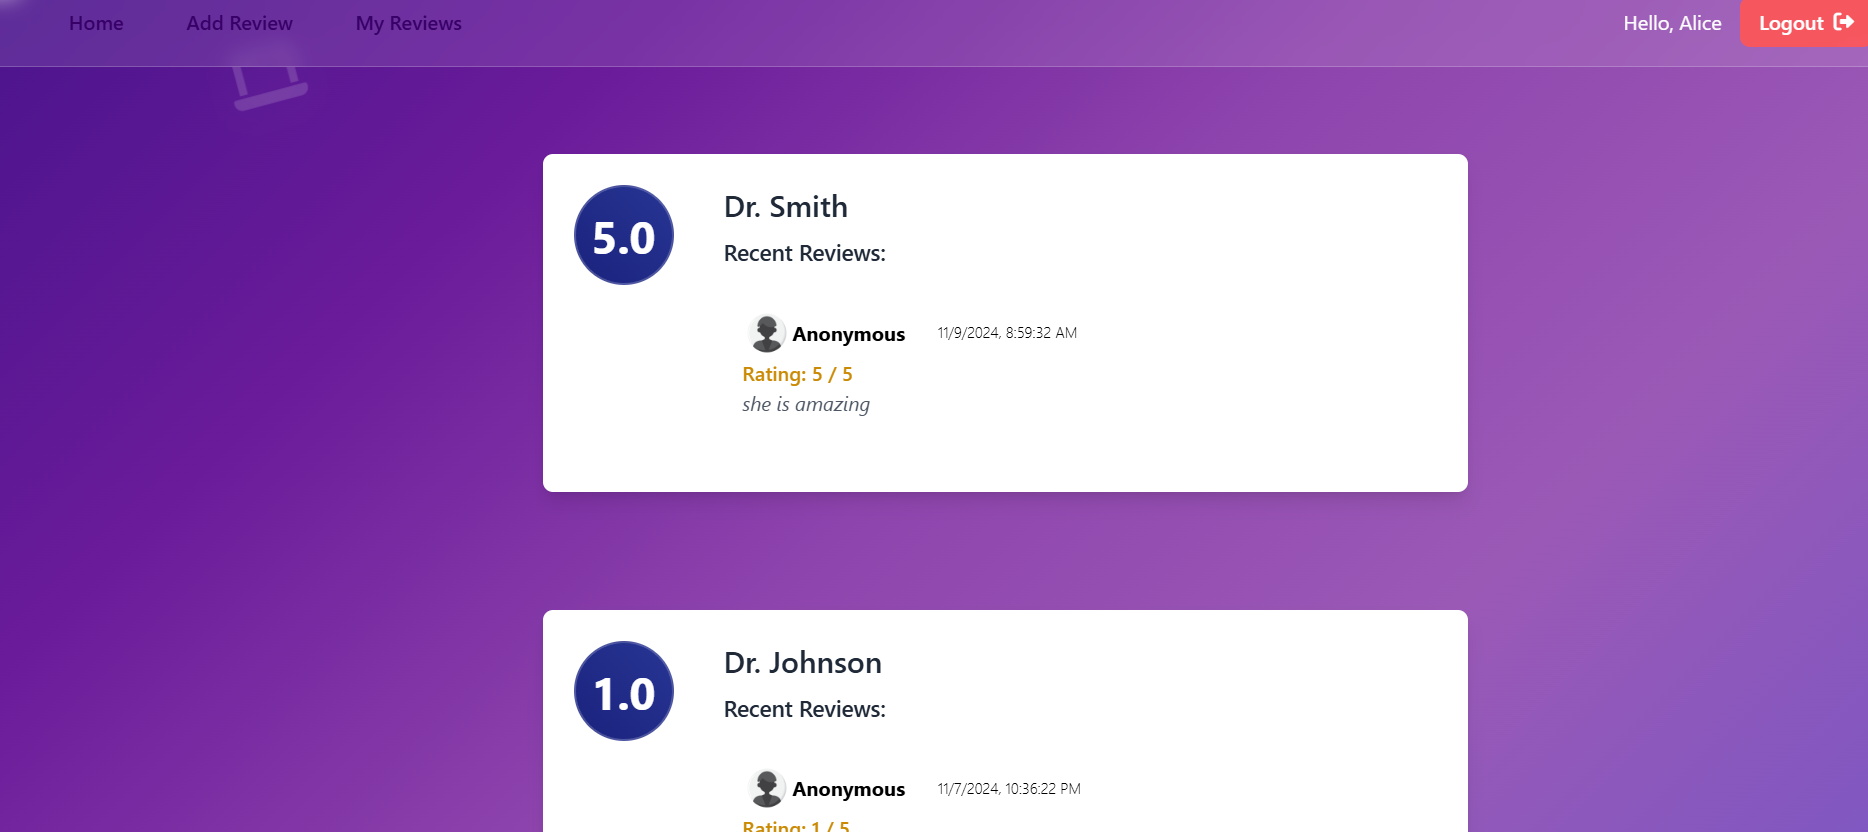 Home Add Review My Reviews Hello, Alice Logout
5.0
Dr. Smith
Recent Reviews:
Anonymous 11/9/2024, 8:59:32 AM
Rating: 5 / 5
she is amazing
1.0
Dr. Johnson
Recent Reviews:
Anonymous 11/7/2024, 10:36:22 PM
Rating: 1 / 5